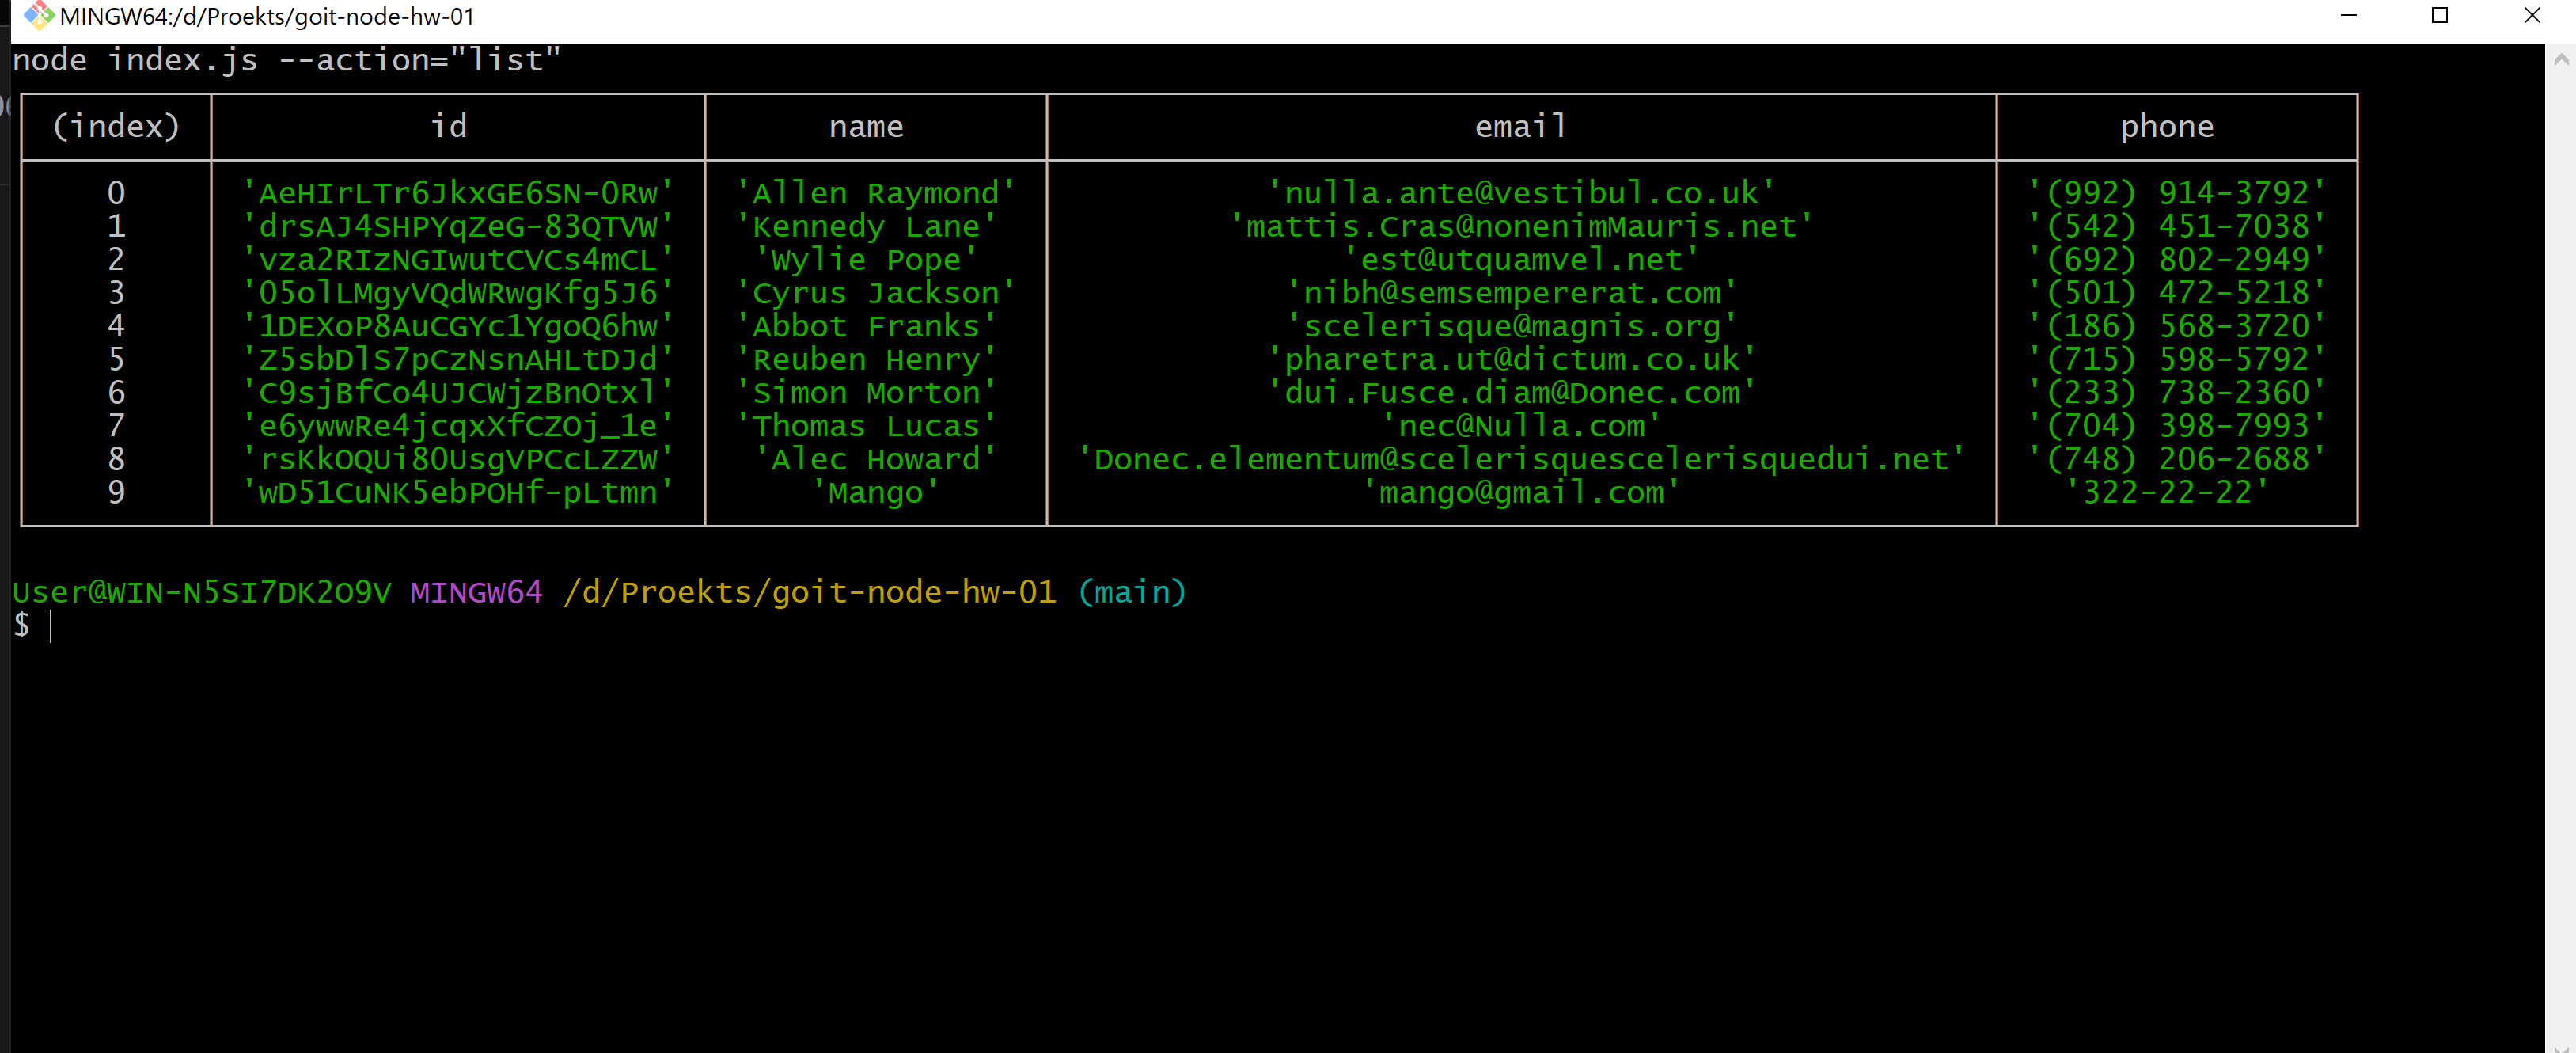 MINGW64:/d/Proekts/goit-node-hw-01
node index.js --action="list"
(index) id name email phone
0 'AeHIrLTr6JkxGE6SN-0Rw' 'Allen Raymond' 'nulla.ante@vestibul.co.uk' '(992) 914-3792'
1 'drsAJ4SHPYqZeG-83QTVW' 'Kennedy Lane' 'mattis.Cras@nonenimMauris.net' '(542) 451-7038'
2 'vza2RIzNGIwutCVCs4mCL' 'Wylie Pope' 'est@utquamvel.net' '(692) 802-2949'
3 '05olLMgyVQdWRwgKfg5J6' 'Cyrus Jackson' 'nibh@semsempererat.com' '(501) 472-5218'
4 '1DEXoP8AuCGYc1YgoQ6hw' 'Abbot Franks' 'scelerisque@magnis.org' '(186) 568-3720'
5 'Z5sbDlS7pCzNsnAHLtDJd' 'Reuben Henry' 'pharetra.ut@dictum.co.uk' '(715) 598-5792'
6 'C9sjBfCo4UJCWjzBnOtxl' 'Simon Morton' 'dui.Fusce.diam@Donec.com' '(233) 738-2360'
7 'e6ywwRe4jcqxXfCZOj_1e' 'Thomas Lucas' 'nec@Nulla.com' '(704) 398-7993'
8 'rsKkOQUi80UsgVPCcLZZW' 'Alec Howard' 'Donec.elementum@scelerisquescelerisquedui.net' '(748) 206-2688'
9 'wD51CuNK5ebPOHf-pLtmn' 'Mango' 'mango@gmail.com' '322-22-22'
User@WIN-N5SI7DK2O9V MINGW64 /d/Proekts/goit-node-hw-01 (main)
$